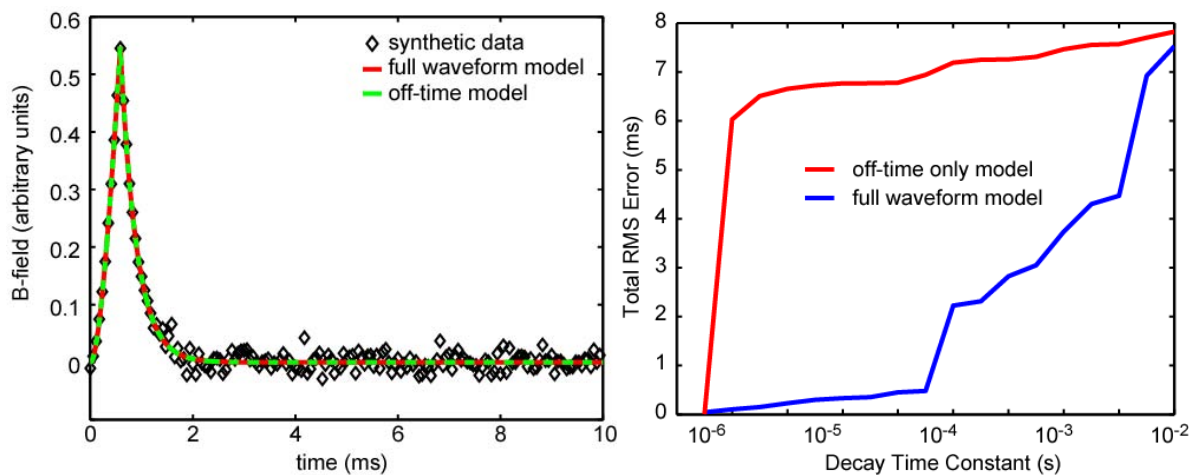 0.6
0.5
0.4
0.3
0.2
0.1
0
B-field (arbitrary units)
synthetic data
full waveform model
off-time model
0 2 4 6 8 10
time (ms)
8
7
6
5
4
3
2
1
0
Total RMS Error (ms)
off-time only model
full waveform model
10-6 10-5 10-4 10-3 10-2
Decay Time Constant (s)